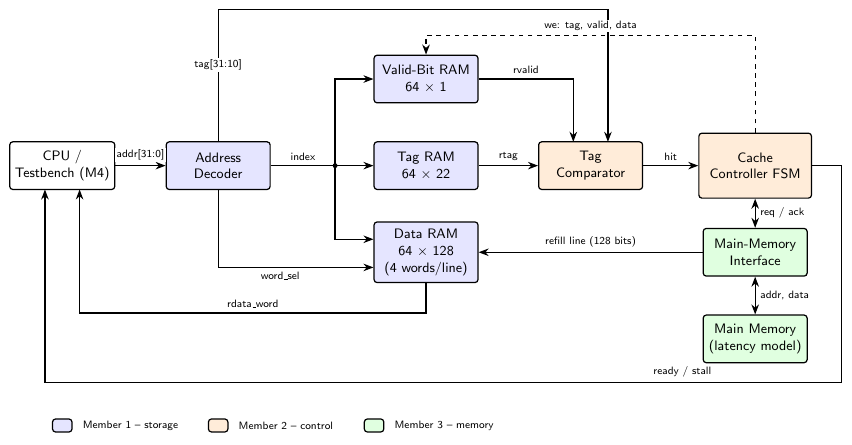 we: tag, valid, data
tag[31:10]
Valid-Bit RAM
64 × 1
rvalid
CPU /
Testbench (M4)
addr[31:0]
Address
Decoder
index
Tag RAM
64 × 22
rtag
Tag
Comparator
hit
Cache
Controller FSM
req / ack
Data RAM
64 × 128
(4 words/line)
refill line (128 bits)
Main-Memory
Interface
word_sel
addr, data
rdata_word
Main Memory
(latency model)
ready / stall
Member 1 – storage
Member 2 – control
Member 3 – memory